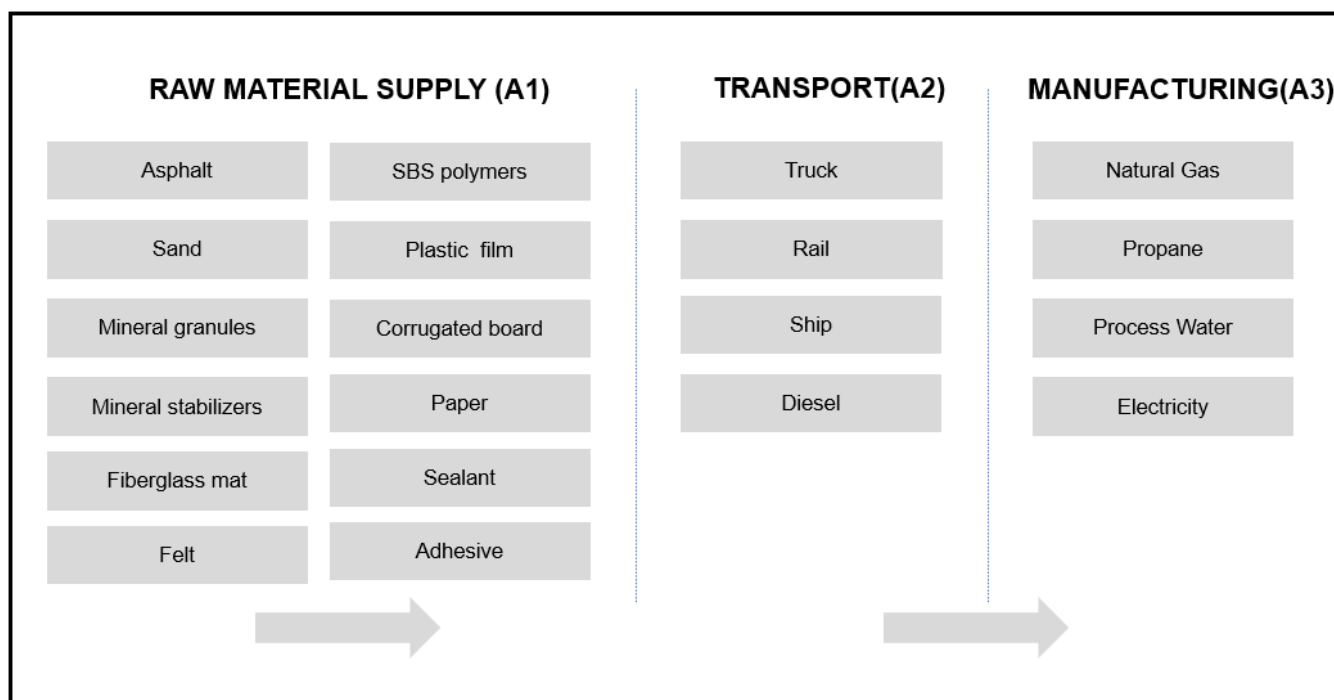 RAW MATERIAL SUPPLY (A1)
Asphalt
SBS polymers
Sand
Plastic film
Mineral granules
Corrugated board
Mineral stabilizers
Paper
Fiberglass mat
Sealant
Felt
Adhesive
TRANSPORT(A2)
Truck
Rail
Ship
Diesel
MANUFACTURING(A3)
Natural Gas
Propane
Process Water
Electricity